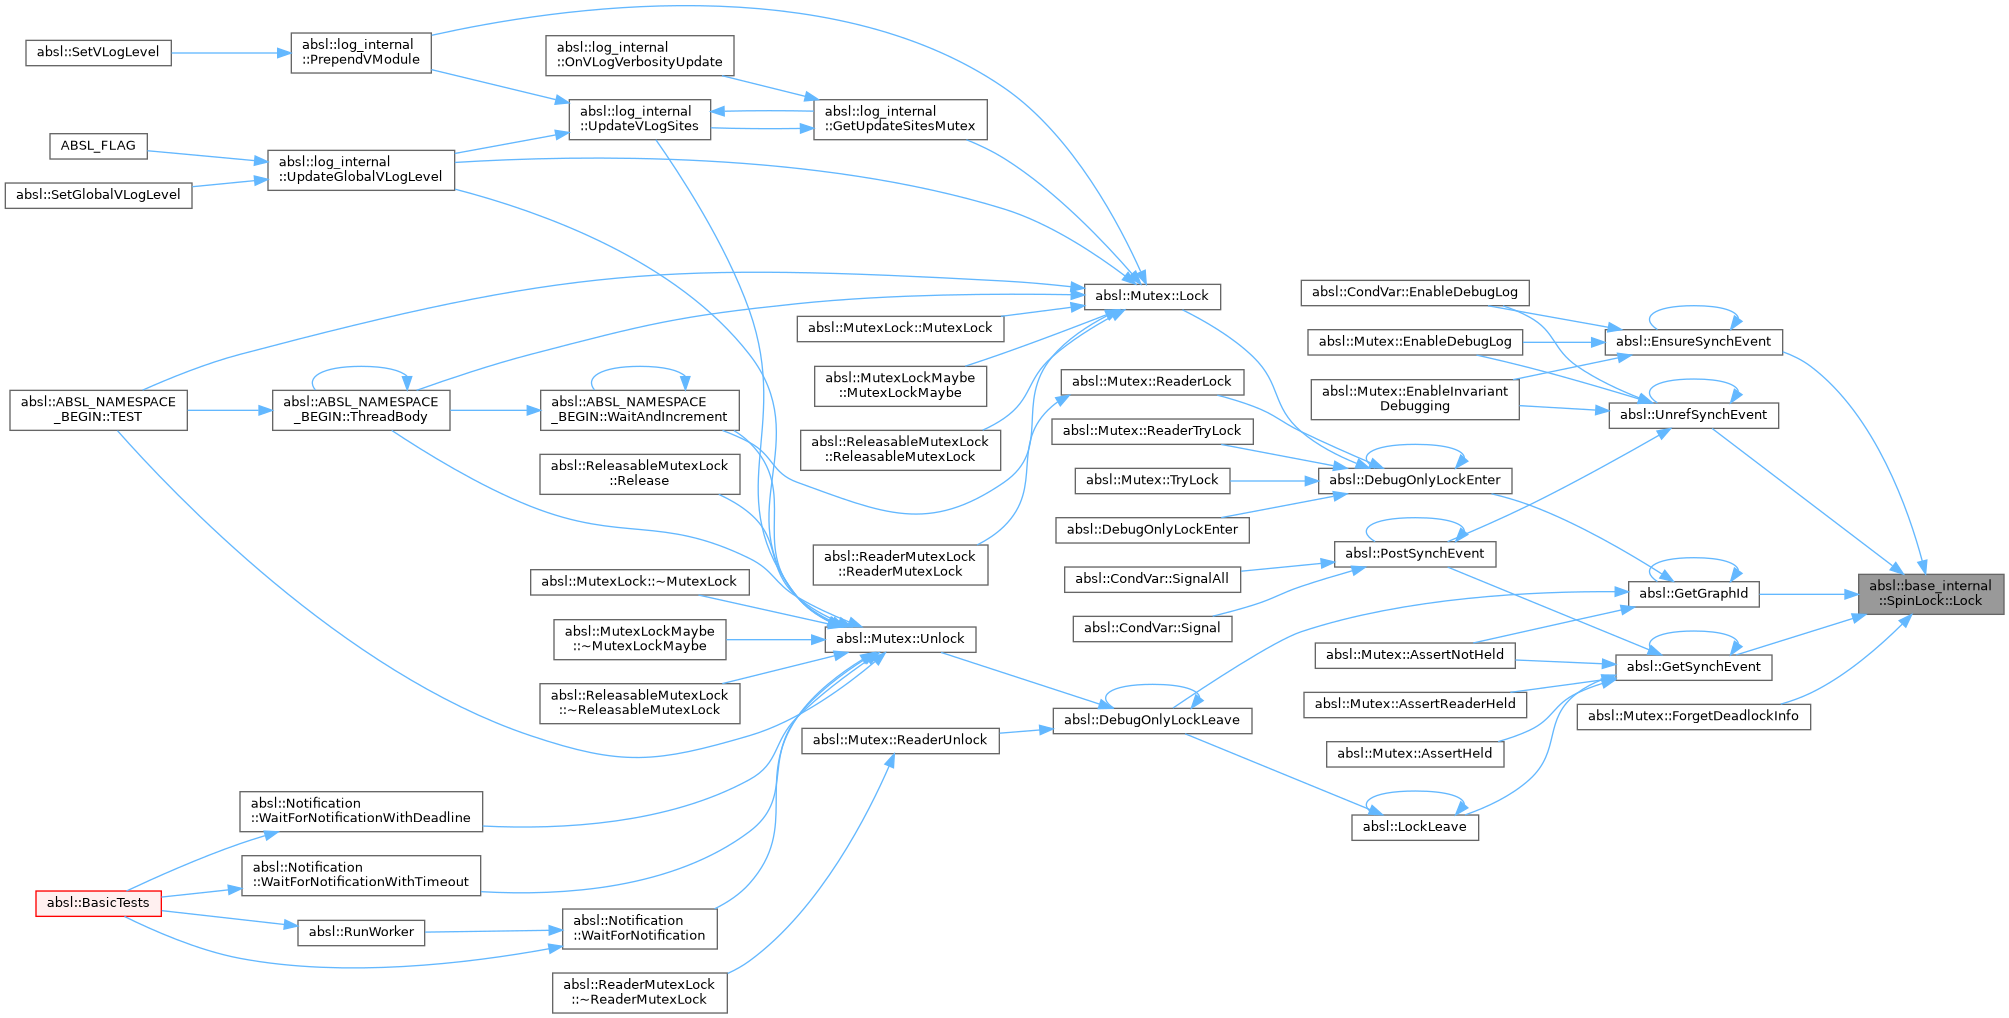 absl::SetVLogLevel
absl::log_internal
::PrependVModule
absl::log_internal
::OnVLogVerbosityUpdate
absl::log_internal
::UpdateVLogSites
absl::log_internal
::GetUpdateSitesMutex
ABSL_FLAG
absl::log_internal
::UpdateGlobalVLogLevel
absl::SetGlobalVLogLevel
absl::Mutex::Lock
absl::CondVar::EnableDebugLog
absl::MutexLock::MutexLock
absl::Mutex::EnableDebugLog
absl::EnsureSynchEvent
absl::MutexLockMaybe
::MutexLockMaybe
absl::Mutex::ReaderLock
absl::Mutex::EnableInvariant
Debugging
absl::ABSL_NAMESPACE
_BEGIN::TEST
absl::ABSL_NAMESPACE
_BEGIN::ThreadBody
absl::ABSL_NAMESPACE
_BEGIN::WaitAndIncrement
absl::UnrefSynchEvent
absl::Mutex::ReaderTryLock
absl::ReleasableMutexLock
::ReleasableMutexLock
absl::ReleasableMutexLock
::Release
absl::Mutex::TryLock
absl::DebugOnlyLockEnter
absl::DebugOnlyLockEnter
absl::PostSynchEvent
absl::ReaderMutexLock
::ReaderMutexLock
absl::CondVar::SignalAll
absl::MutexLock::~MutexLock
absl::GetGraphId
absl::base_internal
::SpinLock::Lock
absl::CondVar::Signal
absl::MutexLockMaybe
::~MutexLockMaybe
absl::Mutex::Unlock
absl::Mutex::AssertNotHeld
absl::GetSynchEvent
absl::ReleasableMutexLock
::~ReleasableMutexLock
absl::Mutex::AssertReaderHeld
absl::Mutex::ForgetDeadlockInfo
absl::DebugOnlyLockLeave
absl::Mutex::ReaderUnlock
absl::Mutex::AssertHeld
absl::Notification
::WaitForNotificationWithDeadline
absl::LockLeave
absl::Notification
::WaitForNotificationWithTimeout
absl::BasicTests
absl::RunWorker
absl::Notification
::WaitForNotification
absl::ReaderMutexLock
::~ReaderMutexLock